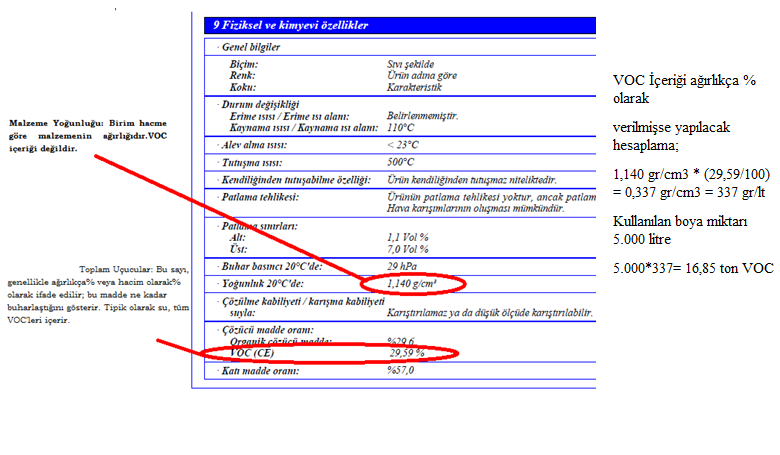 9 Fiziksel ve kimyevi özellikler
· Genel bilgiler
Biçim: Sıvı şekilde
Renk: Ürün adına göre
Koku: Karakteristik
· Durum değişikliği
Erime ısısı / Erime ısı alanı: Belirlenmemiştir.
Kaynama ısısı / Kaynama ısı alanı: 110°C
· Alev alma ısısı: < 23°C
· Tutuşma ısısı: 500°C
· Kendiliğinden tutuşabilme özelliği: Ürün kendiliğinden tutuşmaz niteliktedir.
· Patlama tehlikesi: Ürünün patlama tehlikesi yoktur, ancak patlam
Hava karışımlarının oluşması mümkündür.
· Patlama sınırları:
Alt: 1,1 Vol %
Üst: 7,0 Vol %
· Buhar basıncı 20°C'de: 29 hPa
· Yoğunluk 20°C'de: 1,140 g/cm³
· Çözülme kabiliyeti / karışma kabiliyeti
suyla: Karıştırılamaz ya da düşük ölçüde karıştırılabilir.
· Çözücü madde oranı:
Organik çözücü madde: %29,6
VOC (CE) 29,59 %
· Katı madde oranı: %57,0
Malzeme Yoğunluğu: Birim hacme
göre malzemenin ağırlığıdır.VOC
içeriği değildir.
Toplam Uçucular: Bu sayı,
genellikle ağırlıkça% veya hacim olarak%
olarak ifade edilir; bu madde ne kadar
buharlaştığını gösterir. Tipik olarak su, tüm
VOC'leri içerir.
VOC İçeriği ağırlıkça %
olarak
verilmişse yapılacak
hesaplama;
1,140 gr/cm3 * (29,59/100)
= 0,337 gr/cm3 = 337 gr/lt
Kullanılan boya miktarı
5.000 litre
5.000*337= 16,85 ton VOC